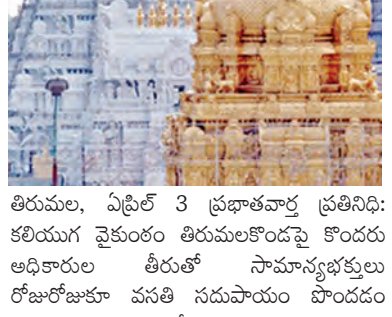 తిరుమల, ఏప్రిల్ 3 ప్రభాతవార్త ప్రతినిధి:
కలియుగ వైకుంఠం తిరుమలకొండపై కొందరు
అధికారుల తీరుతో సామాన్యభక్తులు
రోజురోజుకూ వసతి సదుపాయం పొందడం